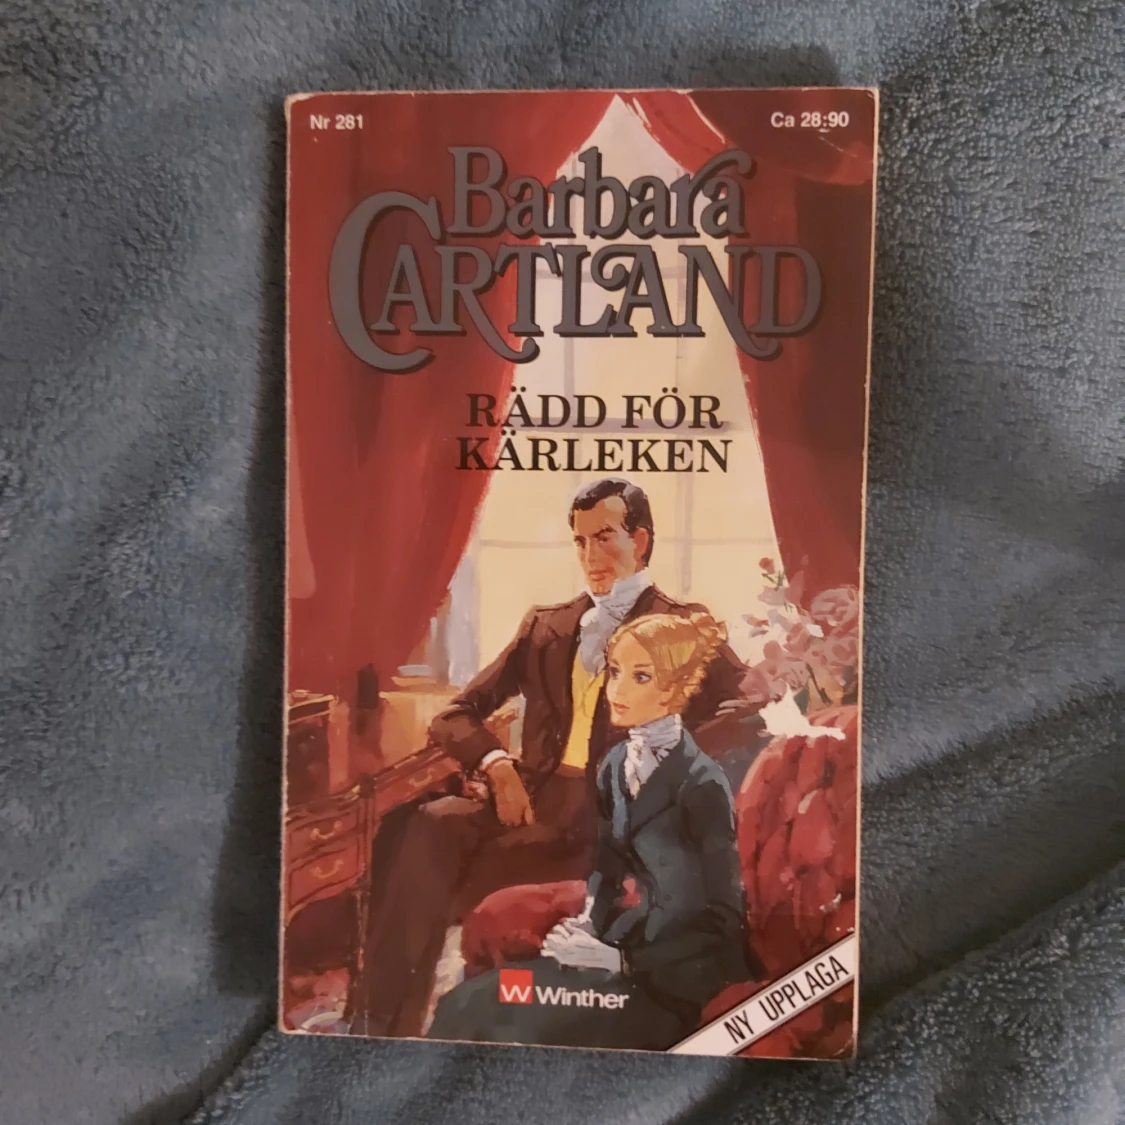 Nr 281
Ca 28:90
Barbara
CARTLAND
RÄDD FÖR
KÄRLEKEN
W Winther
NY UPPLAGA